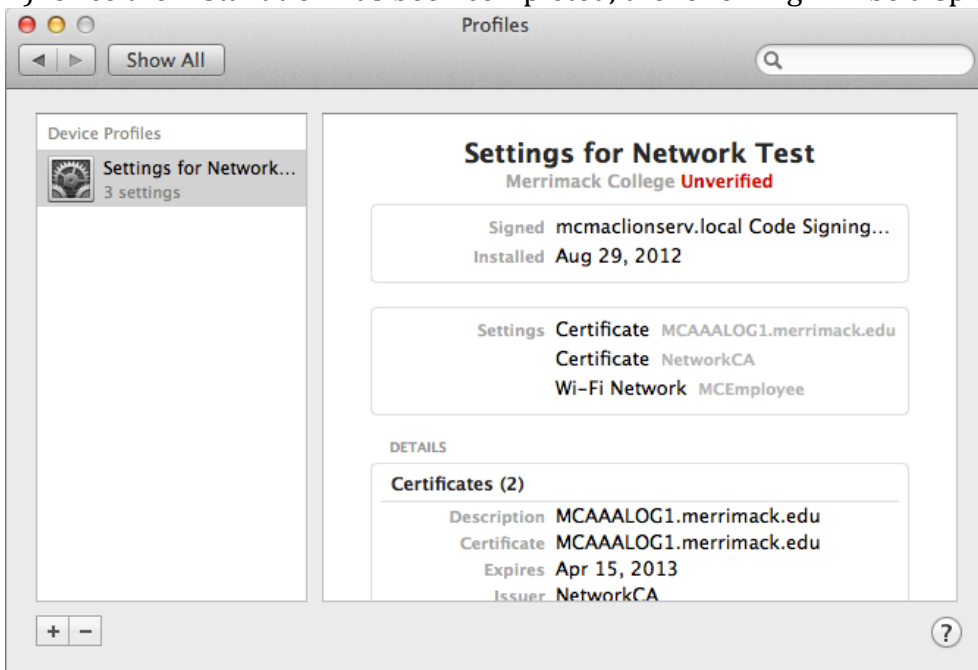 Profiles
Show All
Device Profiles
Settings for Network...
3 settings
Settings for Network Test
Merrimack College Unverified
Signed mcmaclionserv.local Code Signing...
Installed Aug 29, 2012
Settings Certificate MCAAALOG1.merrimack.edu
Certificate NetworkCA
Wi-Fi Network MCEmployee
DETAILS
Certificates (2)
Description MCAAALOG1.merrimack.edu
Certificate MCAAALOG1.merrimack.edu
Expires Apr 15, 2013
Issuer NetworkCA
+ −
?